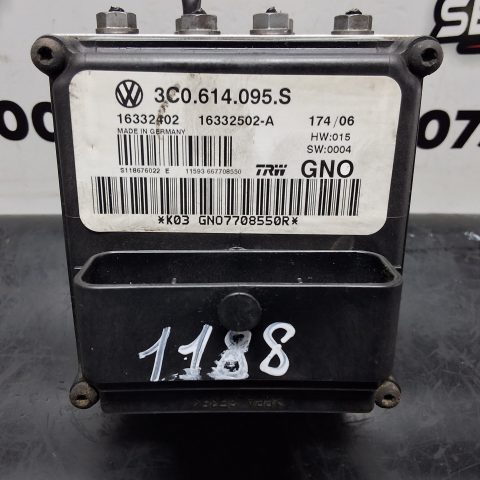 3C0.614.095.S
16332402 16332502-A 174/06
MADE IN GERMANY HW:015
SW:0004
S118676022 E 11593 667708550 TRW GNO
*K03 GNO7708550R*
1188